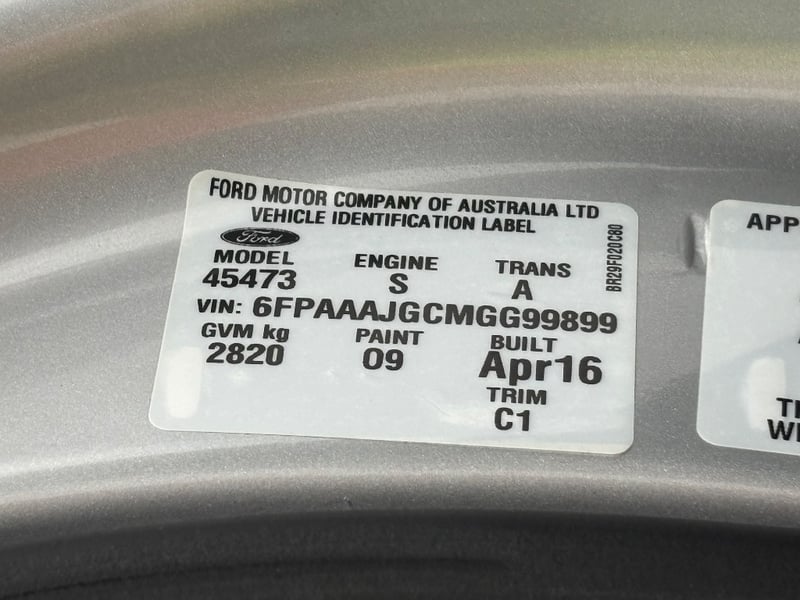 FORD MOTOR COMPANY OF AUSTRALIA LTD
VEHICLE IDENTIFICATION LABEL
Ford
MODEL ENGINE TRANS
45473 S A
VIN: 6FPAAAJGCMGG99899
GVM kg PAINT BUILT
2820 09 Apr16
TRIM
C1
BR29F020C80
APP